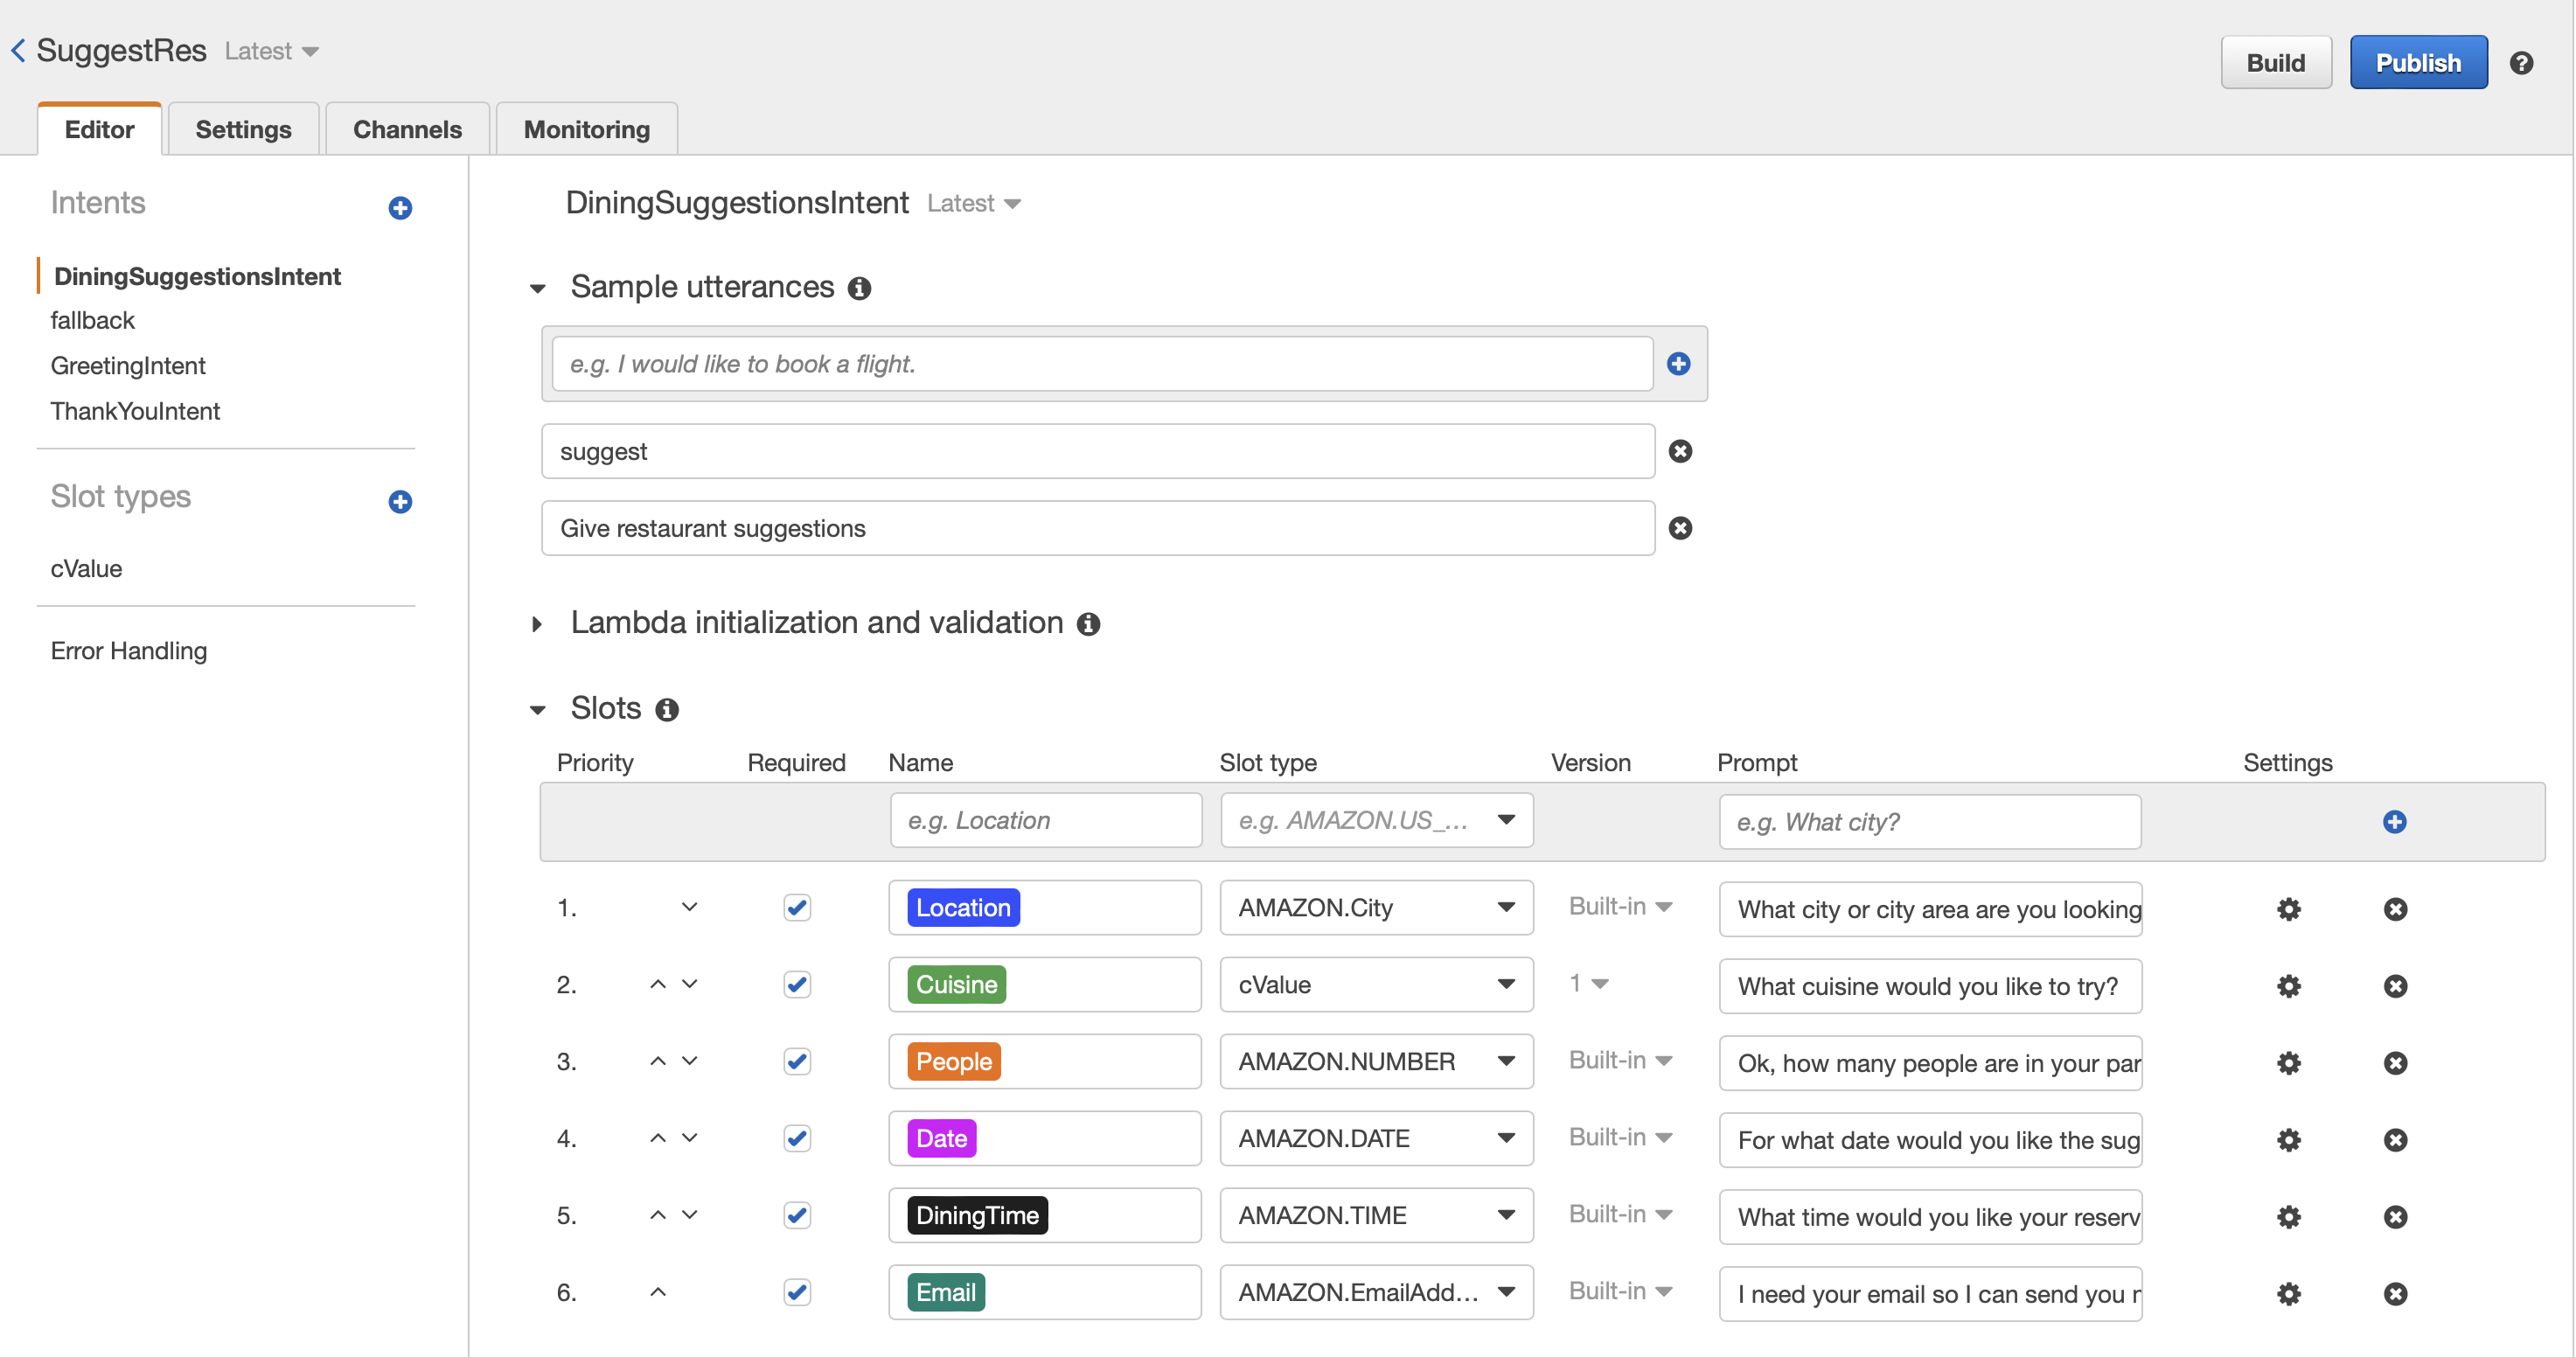 SuggestRes Latest
Build Publish
Editor Settings Channels Monitoring
Intents
DiningSuggestionsIntent
fallback
GreetingIntent
ThankYouIntent
Slot types
cValue
Error Handling
DiningSuggestionsIntent Latest
Sample utterances
e.g. I would like to book a flight.
suggest
Give restaurant suggestions
Lambda initialization and validation
Slots
Priority Required Name Slot type Version Prompt Settings
e.g. Location e.g. AMAZON.US_... e.g. What city?
1. Location AMAZON.City Built-in What city or city area are you looking
2. Cuisine cValue 1 What cuisine would you like to try?
3. People AMAZON.NUMBER Built-in Ok, how many people are in your par
4. Date AMAZON.DATE Built-in For what date would you like the sug
5. DiningTime AMAZON.TIME Built-in What time would you like your reserv
6. Email AMAZON.EmailAdd... Built-in I need your email so I can send you